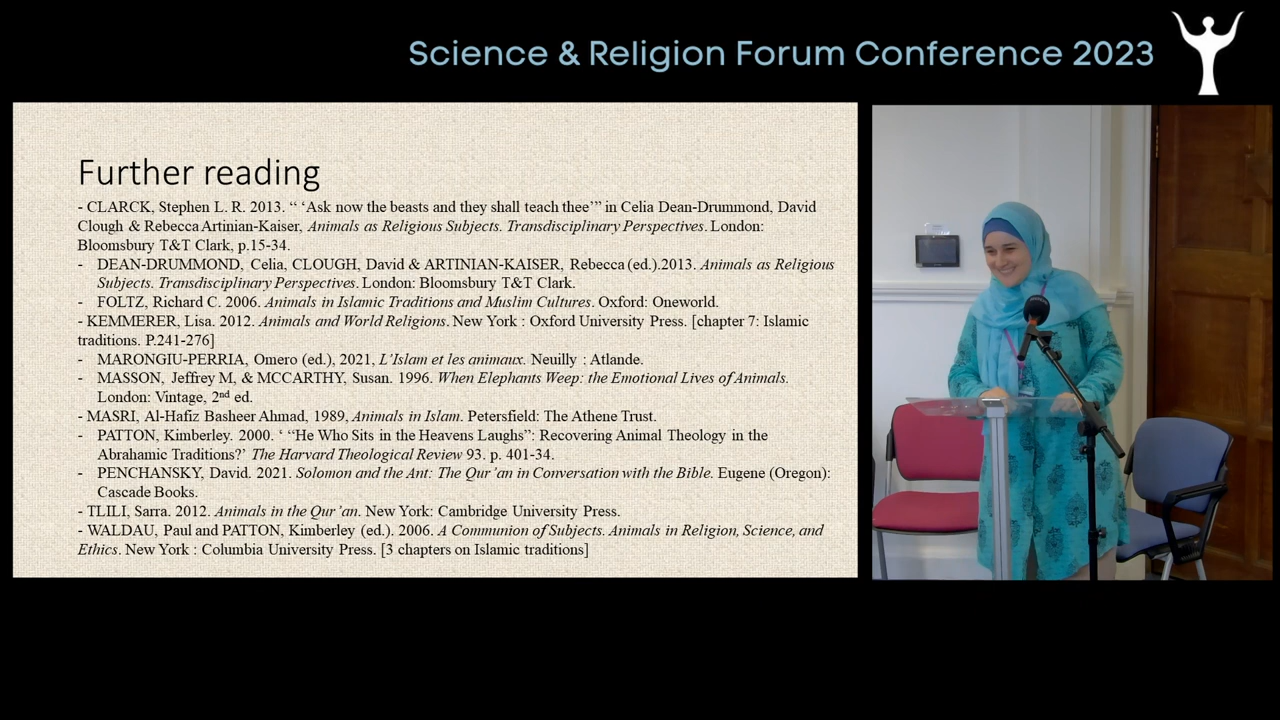 Science & Religion Forum Conference 2023
Further reading
- CLARCK, Stephen L. R. 2013. “ ‘Ask now the beasts and they shall teach thee’” in Celia Dean-Drummond, David
Clough & Rebecca Artinian-Kaiser, Animals as Religious Subjects. Transdisciplinary Perspectives. London:
Bloomsbury T&T Clark, p.15-34.
- DEAN-DRUMMOND, Celia, CLOUGH, David & ARTINIAN-KAISER, Rebecca (ed.).2013. Animals as Religious
Subjects. Transdisciplinary Perspectives. London: Bloomsbury T&T Clark.
- FOLTZ, Richard C. 2006. Animals in Islamic Traditions and Muslim Cultures. Oxford: Oneworld.
- KEMMERER, Lisa. 2012. Animals and World Religions. New York : Oxford University Press. [chapter 7: Islamic
traditions. P.241-276]
- MARONGIU-PERRIA, Omero (ed.), 2021, L’Islam et les animaux. Neuilly : Atlande.
- MASSON, Jeffrey M, & MCCARTHY, Susan. 1996. When Elephants Weep: the Emotional Lives of Animals.
London: Vintage, 2nd ed.
- MASRI, Al-Hafiz Basheer Ahmad, 1989, Animals in Islam. Petersfield: The Athene Trust.
- PATTON, Kimberley. 2000. ‘ “He Who Sits in the Heavens Laughs”: Recovering Animal Theology in the
Abrahamic Traditions?’ The Harvard Theological Review 93. p. 401-34.
- PENCHANSKY, David. 2021. Solomon and the Ant: The Qur’an in Conversation with the Bible. Eugene (Oregon):
Cascade Books.
- TLILI, Sarra. 2012. Animals in the Qur’an. New York: Cambridge University Press.
- WALDAU, Paul and PATTON, Kimberley (ed.). 2006. A Communion of Subjects. Animals in Religion, Science, and
Ethics. New York : Columbia University Press. [3 chapters on Islamic traditions]